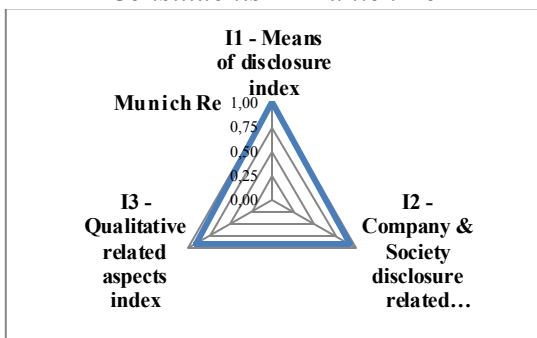 I1 - Means
of disclosure
index
Munich Re
1,00
0,75
0,50
0,25
0,00
I3 -
Qualitative
related
aspects
index
I2 -
Company &
Society
disclosure
related…